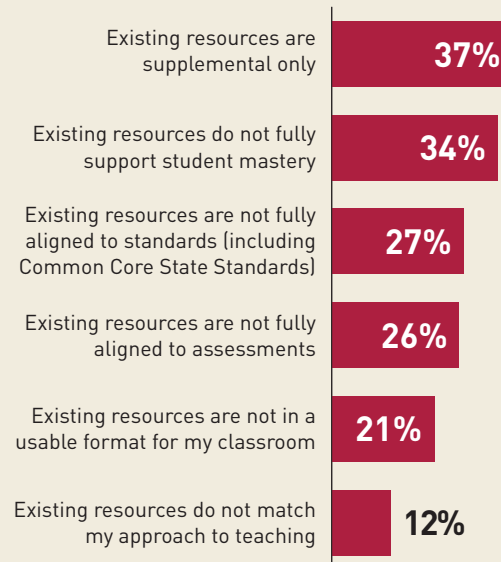 Existing resources are
supplemental only
37%
Existing resources do not fully
support student mastery
34%
Existing resources are not fully
aligned to standards (including
Common Core State Standards)
27%
Existing resources are not fully
aligned to assessments
26%
Existing resources are not in a
usable format for my classroom
21%
Existing resources do not match
my approach to teaching
12%